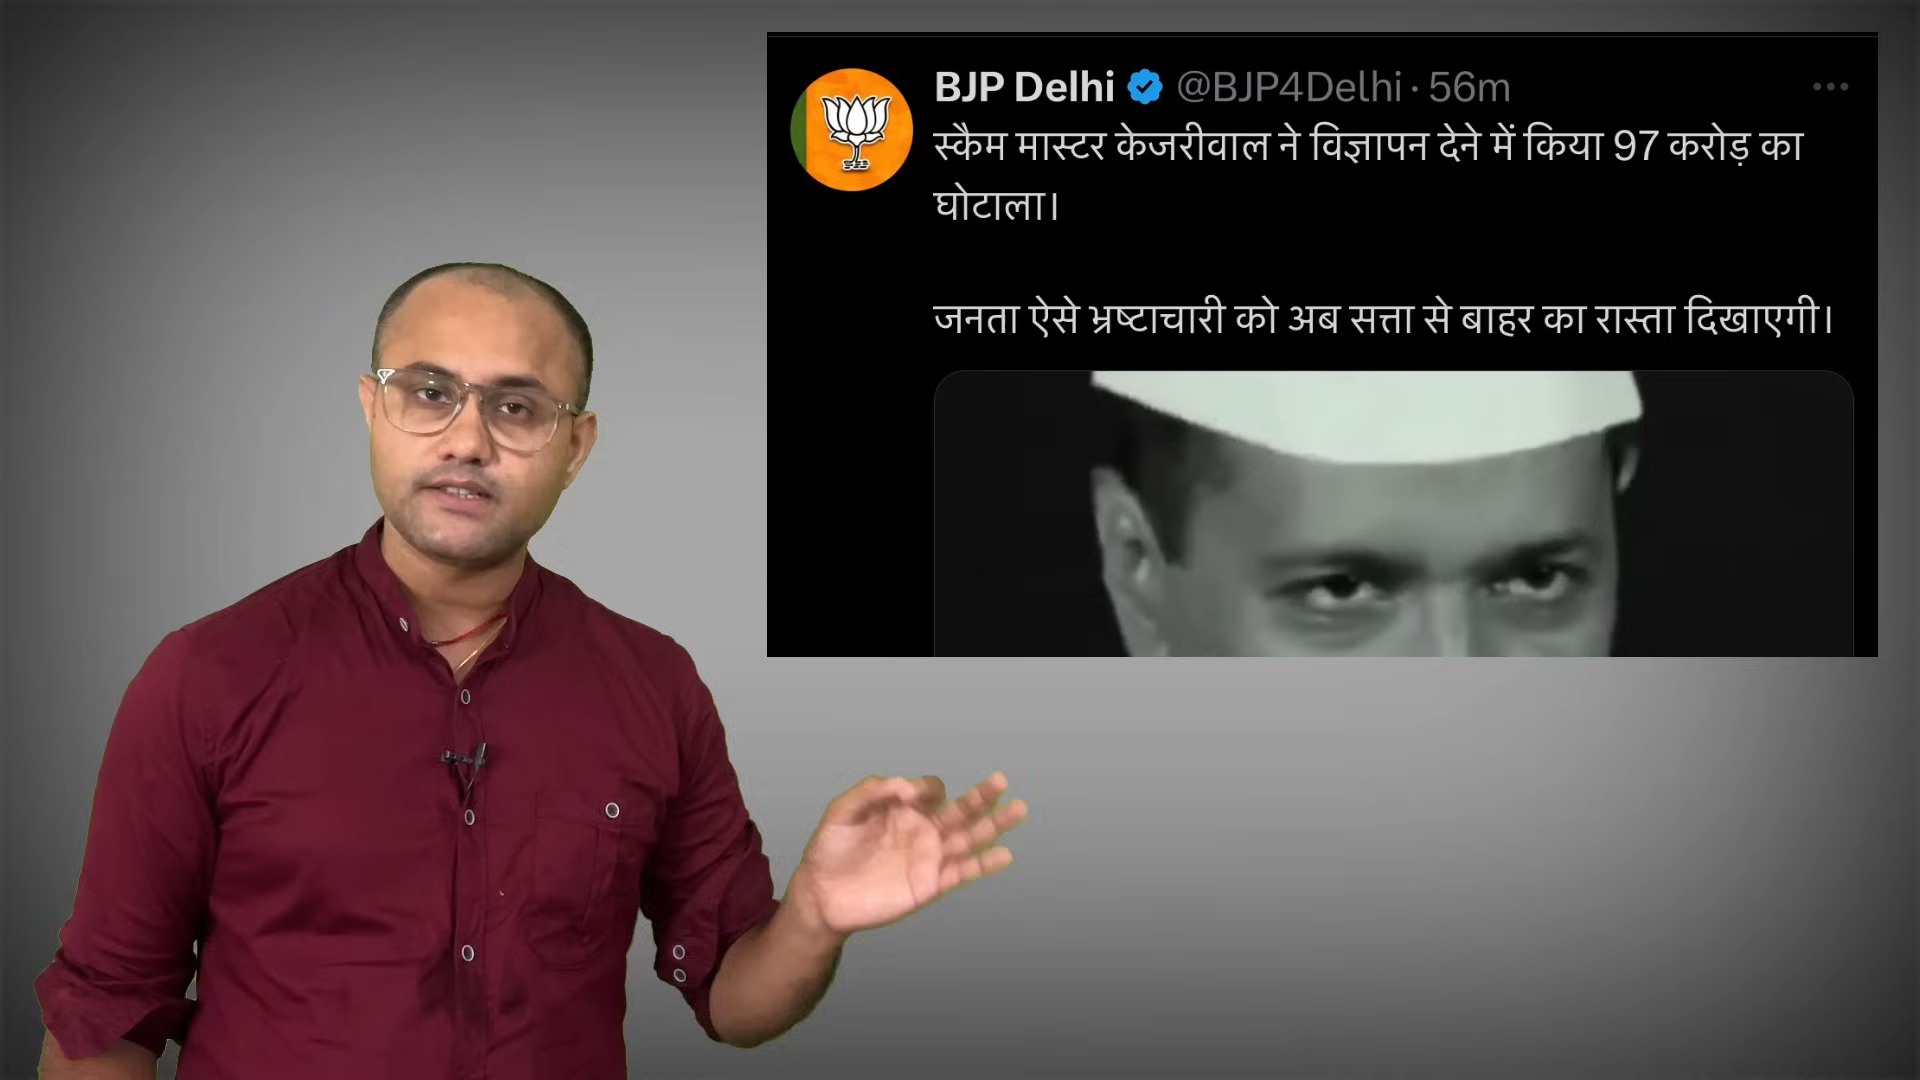 BJP Delhi @BJP4Delhi · 56m
स्कैम मास्टर केजरीवाल ने विज्ञापन देने में किया 97 करोड़ का
घोटाला।
जनता ऐसे भ्रष्टाचारी को अब सत्ता से बाहर का रास्ता दिखाएगी।